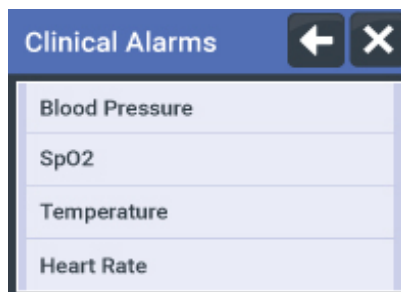 Clinical Alarms
Blood Pressure
SpO2
Temperature
Heart Rate